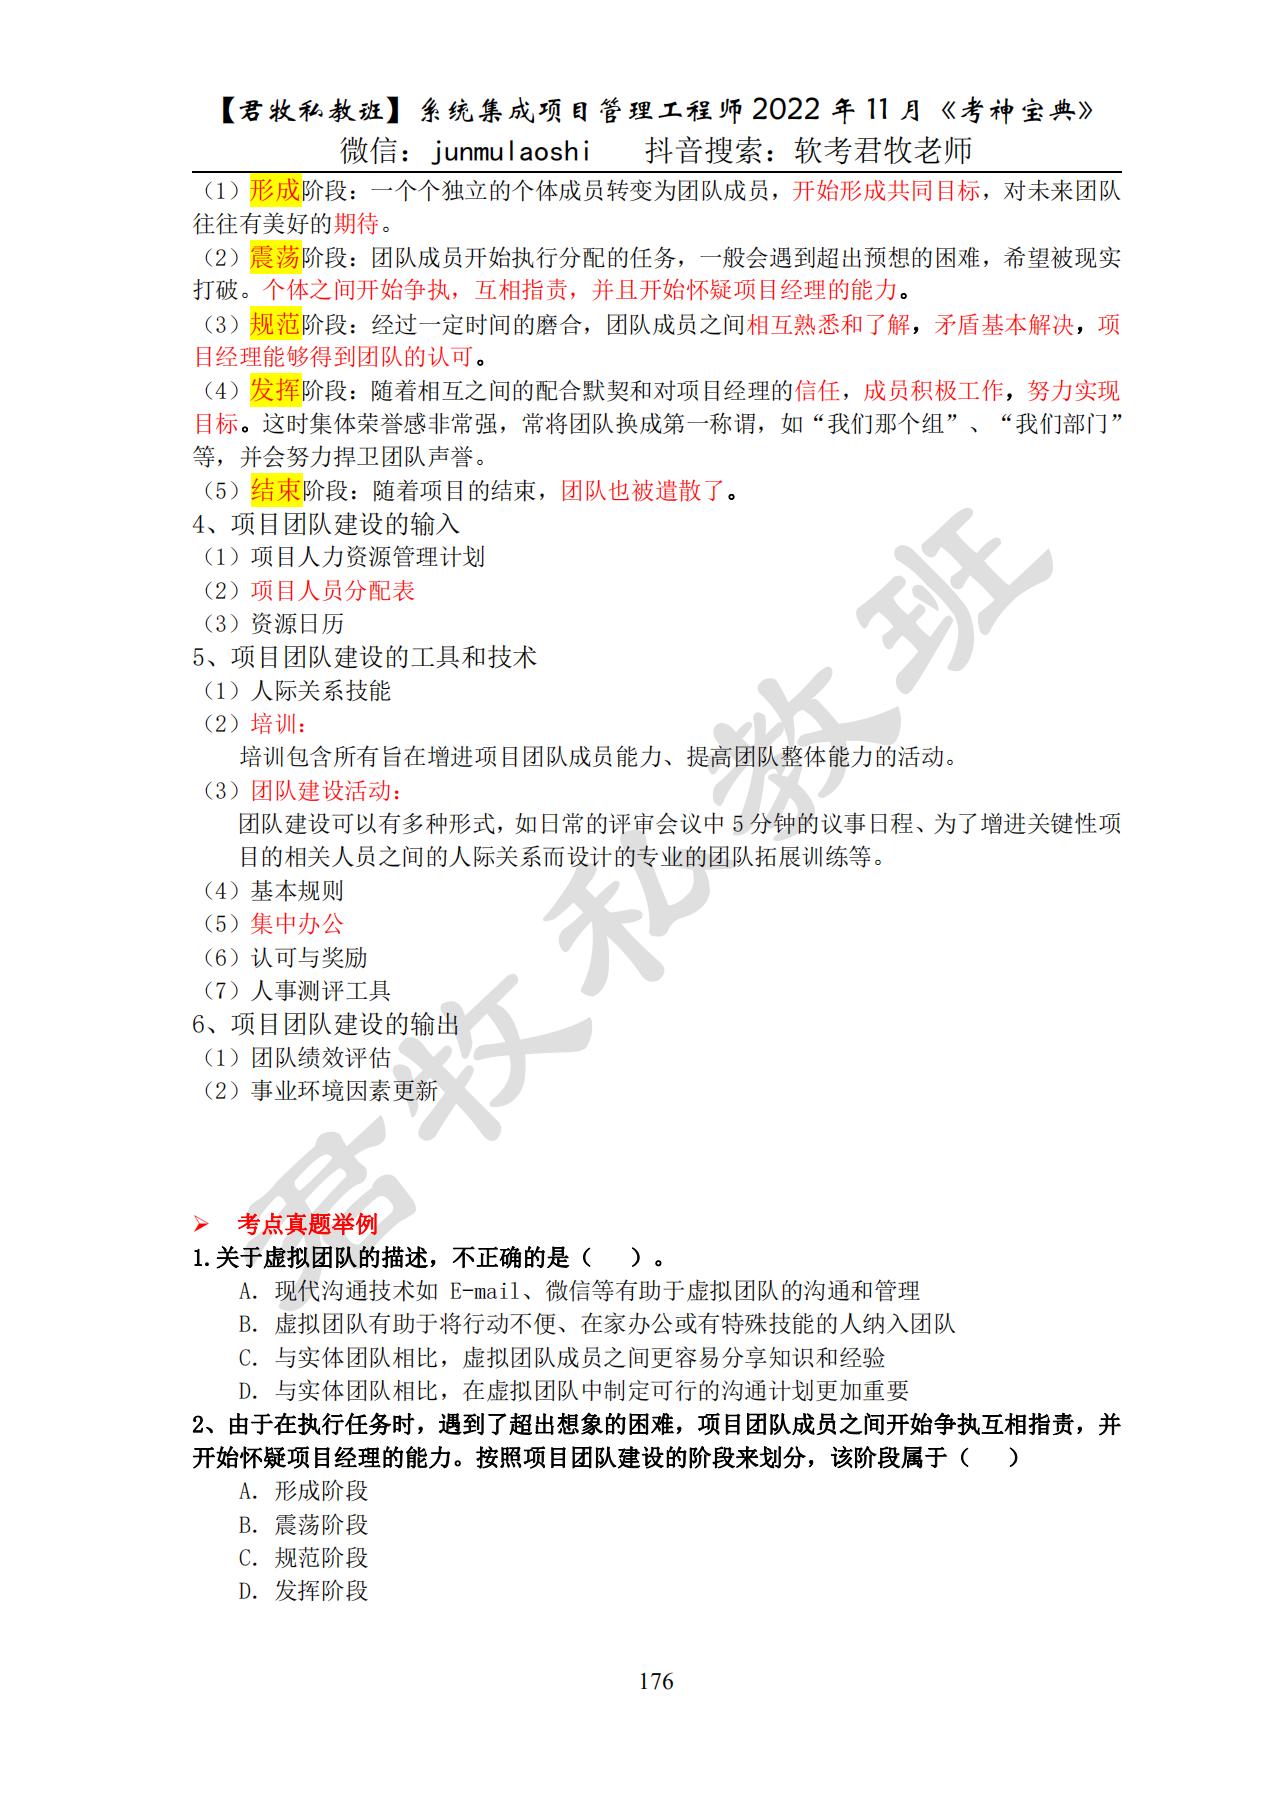 【君牧私教班】系统集成项目管理工程师 2022 年 11 月《考神宝典》
微信：junmulaoshi 抖音搜索：软考君牧老师
（1）形成阶段：一个个独立的个体成员转变为团队成员，开始形成共同目标，对未来团队
往往有美好的期待。
（2）震荡阶段：团队成员开始执行分配的任务，一般会遇到超出预想的困难，希望被现实
打破。个体之间开始争执，互相指责，并且开始怀疑项目经理的能力。
（3）规范阶段：经过一定时间的磨合，团队成员之间相互熟悉和了解，矛盾基本解决，项
目经理能够得到团队的认可。
（4）发挥阶段：随着相互之间的配合默契和对项目经理的信任，成员积极工作，努力实现
目标。这时集体荣誉感非常强，常将团队换成第一称谓，如“我们那个组”、“我们部门”
等，并会努力捍卫团队声誉。
（5）结束阶段：随着项目的结束，团队也被遣散了。
4、项目团队建设的输入
（1）项目人力资源管理计划
（2）项目人员分配表
（3）资源日历
5、项目团队建设的工具和技术
（1）人际关系技能
（2）培训：
培训包含所有旨在增进项目团队成员能力、提高团队整体能力的活动。
（3）团队建设活动：
团队建设可以有多种形式，如日常的评审会议中 5 分钟的议事日程、为了增进关键性项
目的相关人员之间的人际关系而设计的专业的团队拓展训练等。
（4）基本规则
（5）集中办公
（6）认可与奖励
（7）人事测评工具
6、项目团队建设的输出
（1）团队绩效评估
（2）事业环境因素更新
君牧私教班
➢ 考点真题举例
1.关于虚拟团队的描述，不正确的是（ ）。
A. 现代沟通技术如 E-mail、微信等有助于虚拟团队的沟通和管理
B. 虚拟团队有助于将行动不便、在家办公或有特殊技能的人纳入团队
C. 与实体团队相比，虚拟团队成员之间更容易分享知识和经验
D. 与实体团队相比，在虚拟团队中制定可行的沟通计划更加重要
2、由于在执行任务时，遇到了超出想象的困难，项目团队成员之间开始争执互相指责，并
开始怀疑项目经理的能力。按照项目团队建设的阶段来划分，该阶段属于（ ）
A. 形成阶段
B. 震荡阶段
C. 规范阶段
D. 发挥阶段
176